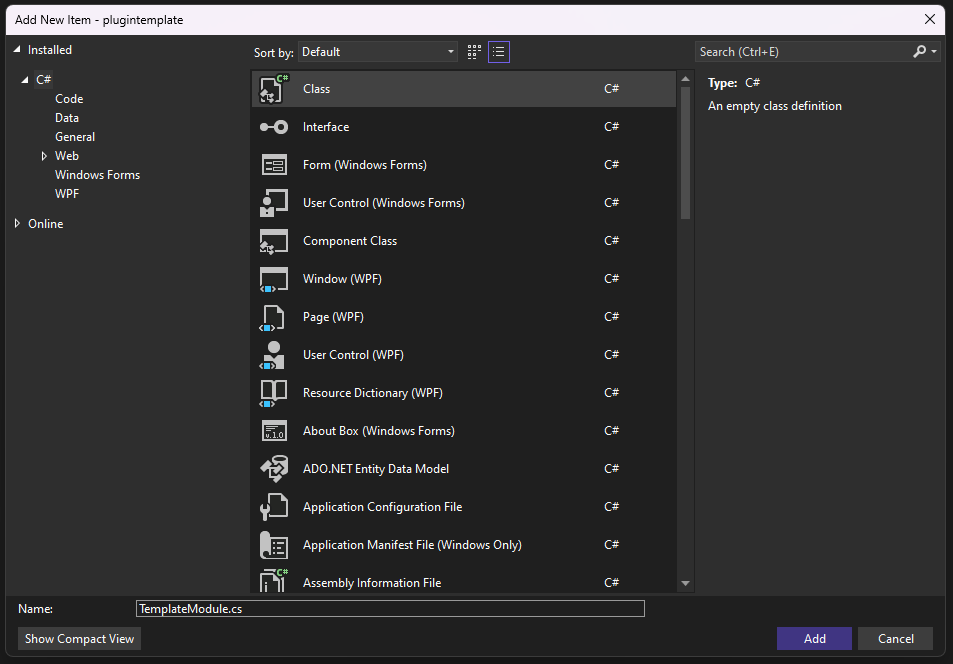 Add New Item - plugintemplate
Installed
C#
Code
Data
General
Web
Windows Forms
WPF
Online
Sort by: Default
Class C#
Interface C#
Form (Windows Forms) C#
User Control (Windows Forms) C#
Component Class C#
Window (WPF) C#
Page (WPF) C#
User Control (WPF) C#
Resource Dictionary (WPF) C#
v.1.0 About Box (Windows Forms) C#
ADO.NET Entity Data Model C#
Application Configuration File C#
Application Manifest File (Windows Only) C#
C# Assembly Information File C#
Search (Ctrl+E)
Type: C#
An empty class definition
Name: TemplateModule.cs
Show Compact View
Add Cancel